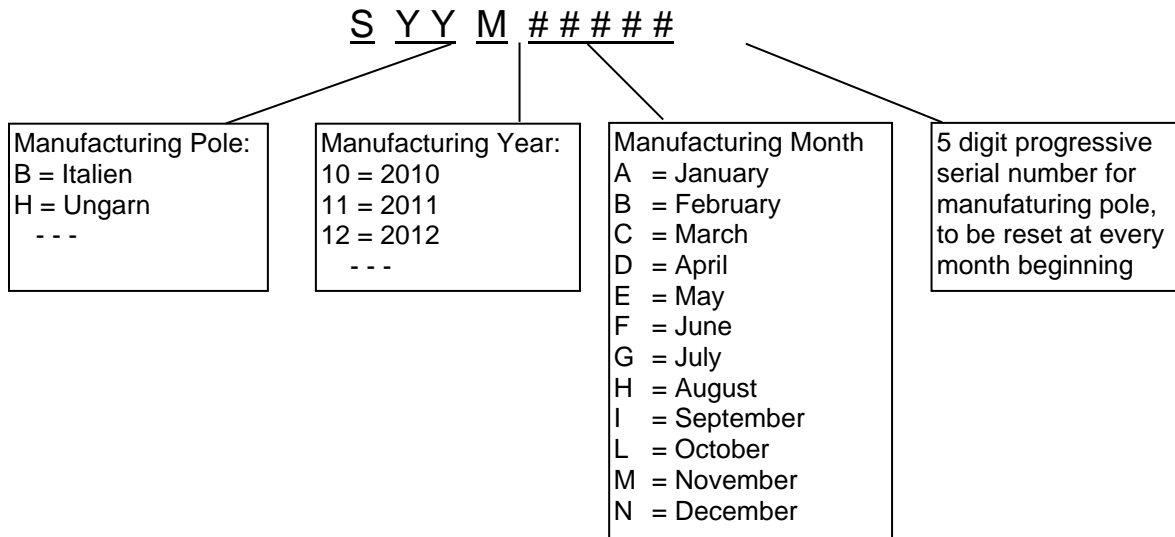 S YY M #####
Manufacturing Pole:
B = Italien
H = Ungarn
- - -
Manufacturing Year:
10 = 2010
11 = 2011
12 = 2012
- - -
Manufacturing Month
A = January
B = February
C = March
D = April
E = May
F = June
G = July
H = August
I = September
L = October
M = November
N = December
5 digit progressive
serial number for
manufaturing pole,
to be reset at every
month beginning